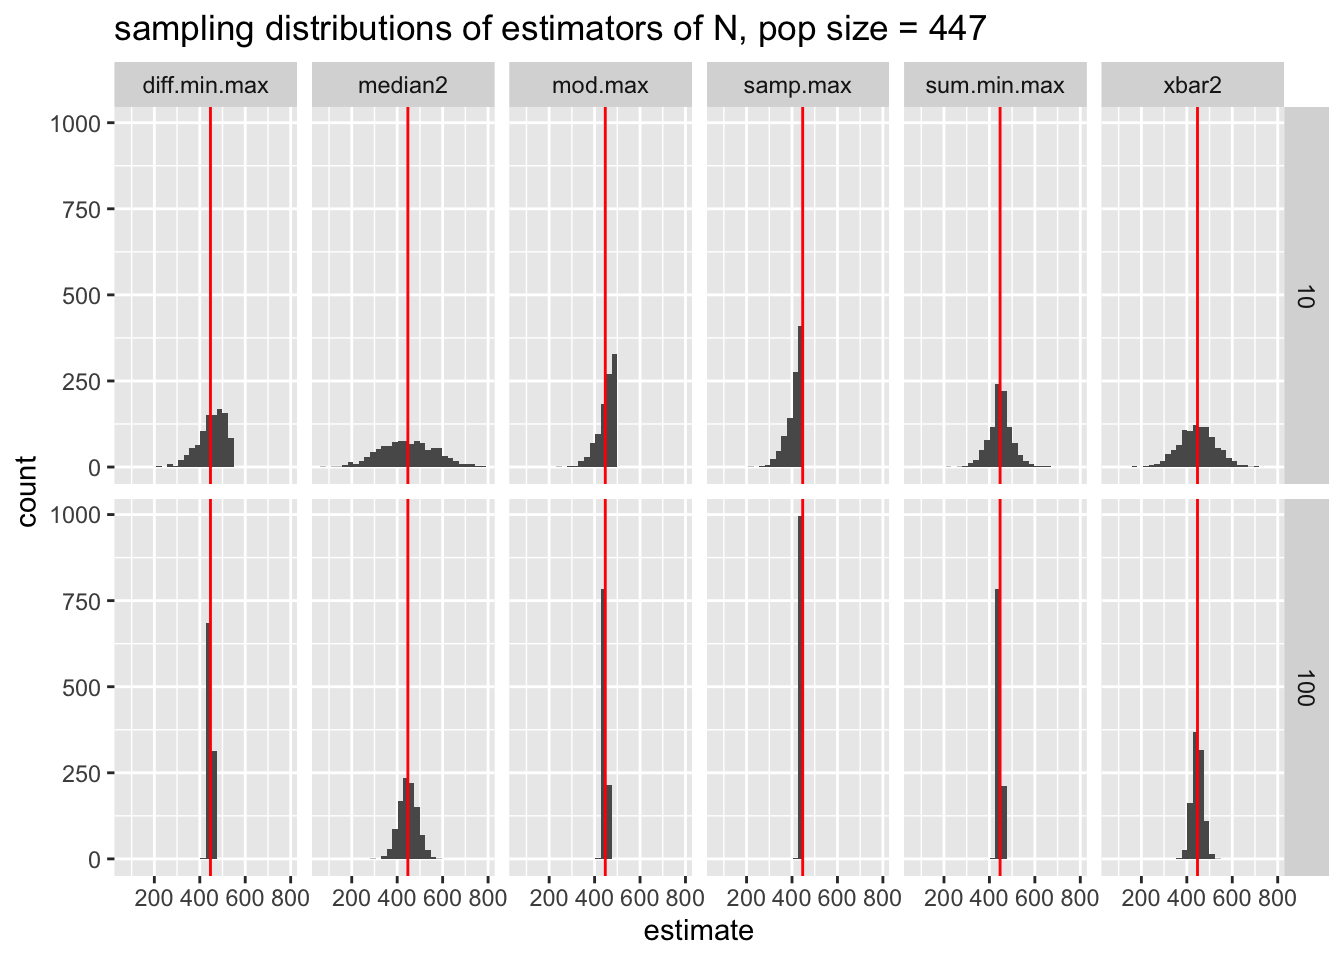 sampling distributions of estimators of N, pop size = 447
diff.min.max median2 mod.max samp.max sum.min.max xbar2
1000
750
500
250
0
10
count
1000
750
500
250
0
100
200 400 600 800 200 400 600 800 200 400 600 800 200 400 600 800 200 400 600 800 200 400 600 800
estimate